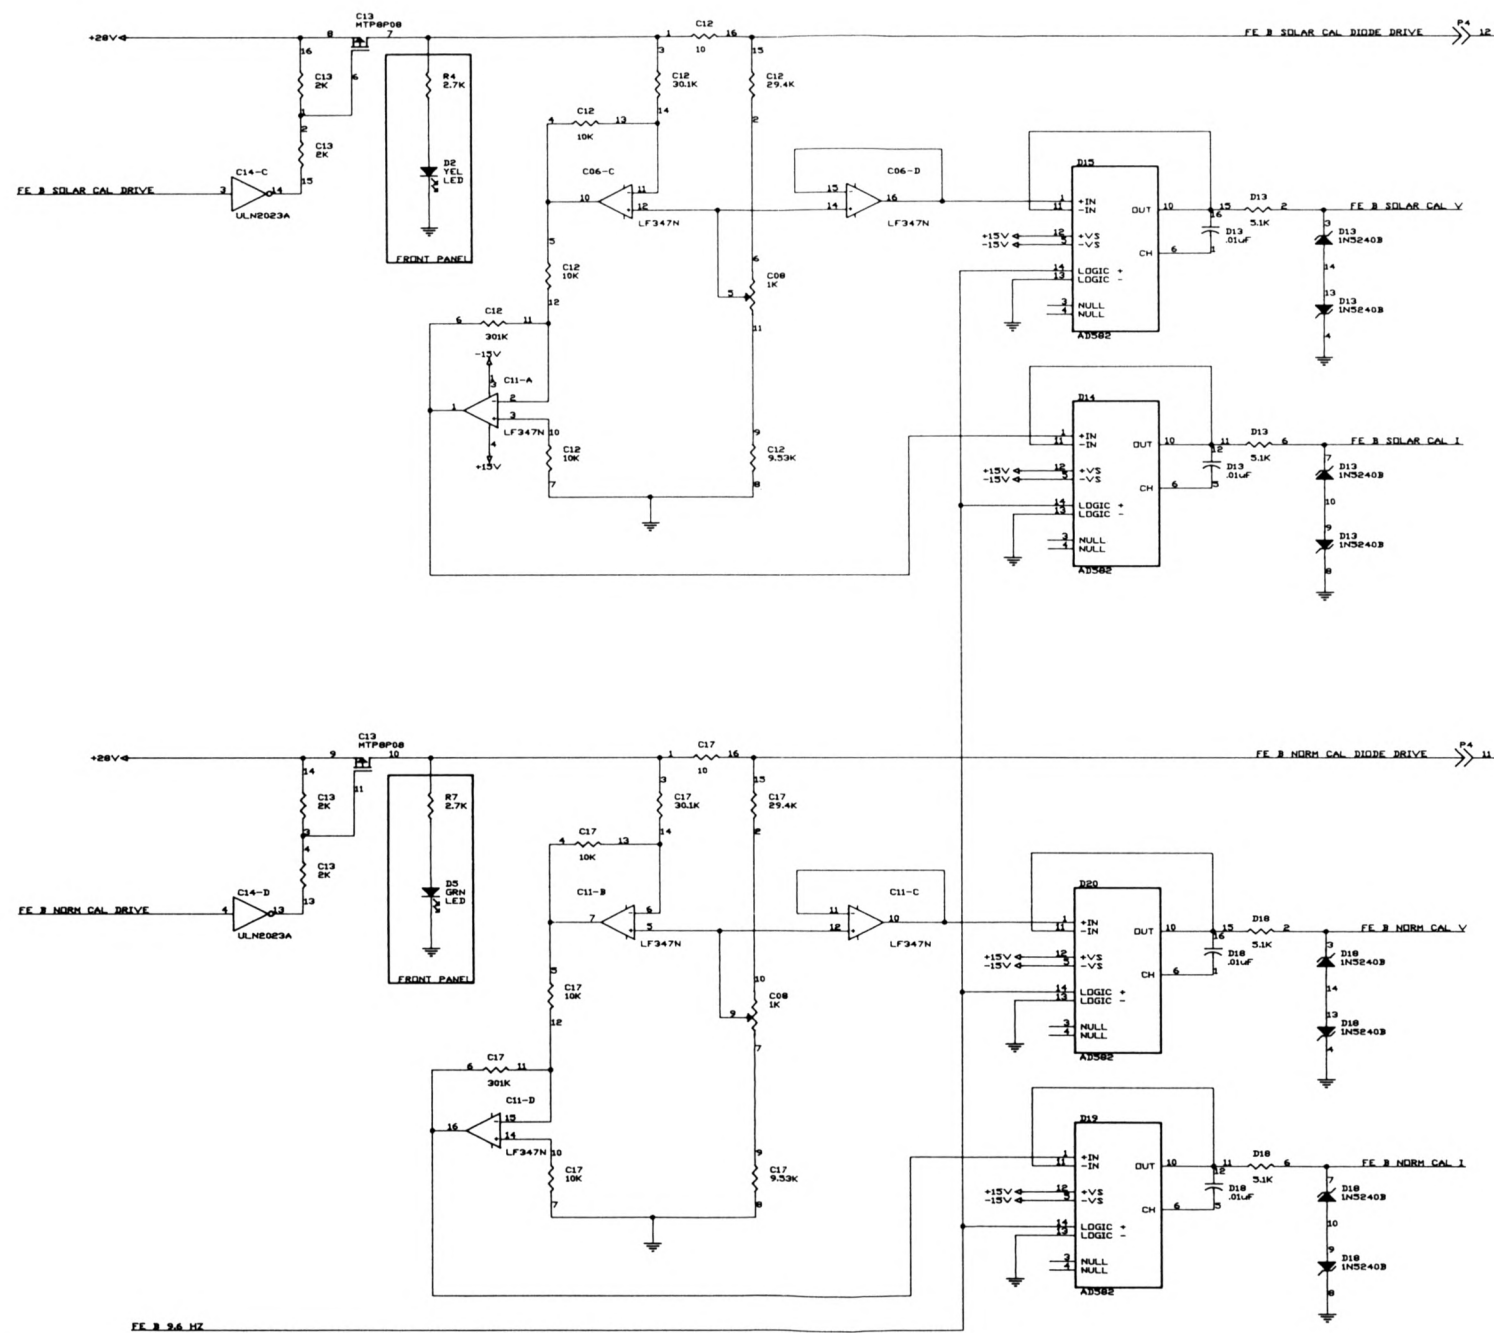 C13
MTP8P08
+28V
8
7
1
C12
16
10
FE B SOLAR CAL DIODE DRIVE
P4
12
16
C13
2K
6
R4
2.7K
3
C12
30.1K
15
C12
29.4K
1
2
C13
2K
14
2
4
C12
13
10K
15
FE B SOLAR CAL DRIVE
3
C14-C
14
ULN2023A
D2
YEL
LED
FRONT PANEL
C06-C
10
11
12
LF347N
15
14
C06-D
16
LF347N
D15
1
11
+IN
-IN
OUT
10
15
D13
2
5.1K
FE B SOLAR CAL V
+15V
12
+VS
-15V
5
-VS
CH
6
16
D13
.01uF
1
3
D13
1N5240B
14
14
LOGIC +
13
LOGIC -
13
D13
1N5240B
4
3
NULL
4
NULL
AD582
5
C12
10K
12
6
C08
1K
5
11
6
C12
11
301K
-15V
1
3
C11-A
1
2
3
LF347N
4
+15V
10
C12
10K
7
9
C12
9.53K
8
D14
1
11
+IN
-IN
OUT
10
11
D13
6
5.1K
FE B SOLAR CAL I
+15V
12
+VS
-15V
5
-VS
CH
6
12
D13
.01uF
5
7
D13
1N5240B
10
14
LOGIC +
13
LOGIC -
9
D13
1N5240B
8
3
NULL
4
NULL
AD582
C13
MTP8P08
+28V
9
10
1
C17
16
10
FE B NORM CAL DIODE DRIVE
P4
11
14
C13
2K
11
R7
2.7K
3
C17
30.1K
15
C17
29.4K
3
4
C13
2K
14
2
4
C17
13
10K
13
FE B NORM CAL DRIVE
4
C14-D
13
ULN2023A
D5
GRN
LED
FRONT PANEL
C11-B
7
6
5
LF347N
11
12
C11-C
10
LF347N
D20
1
11
+IN
-IN
OUT
10
15
D18
2
5.1K
FE B NORM CAL V
+15V
12
+VS
-15V
5
-VS
CH
6
16
D18
.01uF
1
3
D18
1N5240B
14
14
LOGIC +
13
LOGIC -
13
D18
1N5240B
4
3
NULL
4
NULL
AD582
5
C17
10K
12
10
C08
1K
9
7
6
C17
11
301K
C11-D
16
15
14
LF347N
10
C17
10K
7
9
C17
9.53K
8
D19
1
11
+IN
-IN
OUT
10
11
D18
6
5.1K
FE B NORM CAL I
+15V
12
+VS
-15V
5
-VS
CH
6
12
D18
.01uF
5
7
D18
1N5240B
10
14
LOGIC +
13
LOGIC -
9
D18
1N5240B
8
3
NULL
4
NULL
AD582
FE B 9.6 HZ